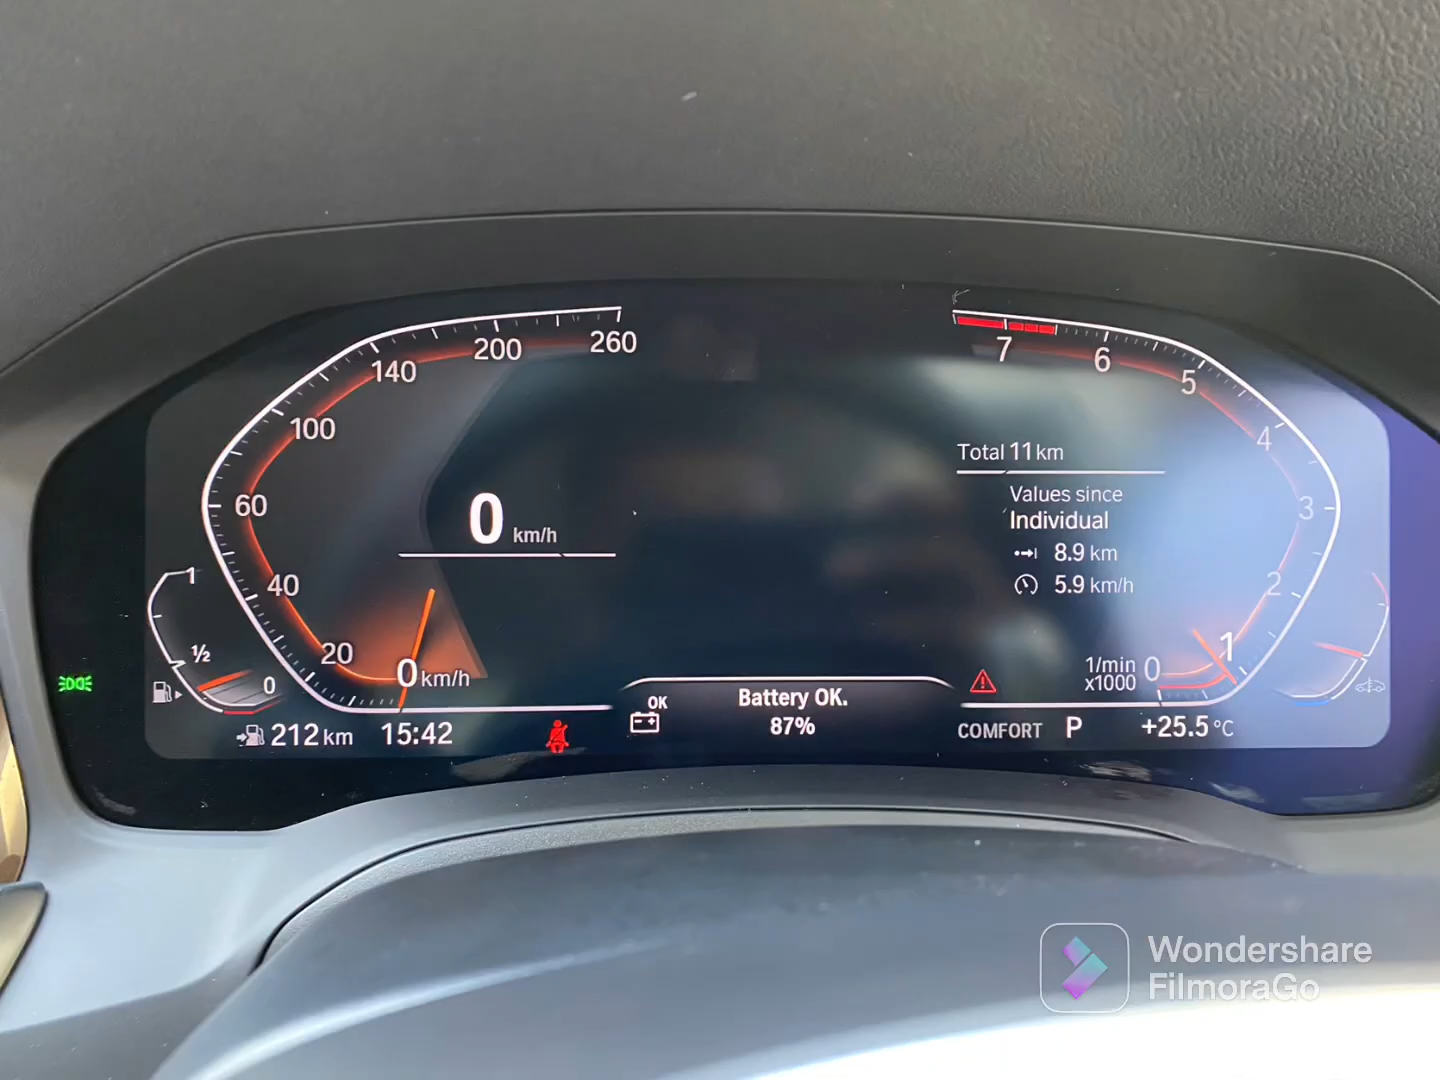 260
200
140
100
60
40
20
0 km/h
0 km/h
1
½
0
212 km
15:42
OK
Battery OK.
87%
Total 11 km
Values since
Individual
8.9 km
5.9 km/h
7
6
5
4
3
2
1
0
1/min
x1000
COMFORT
P
+25.5 °C
Wondershare
FilmoraGo